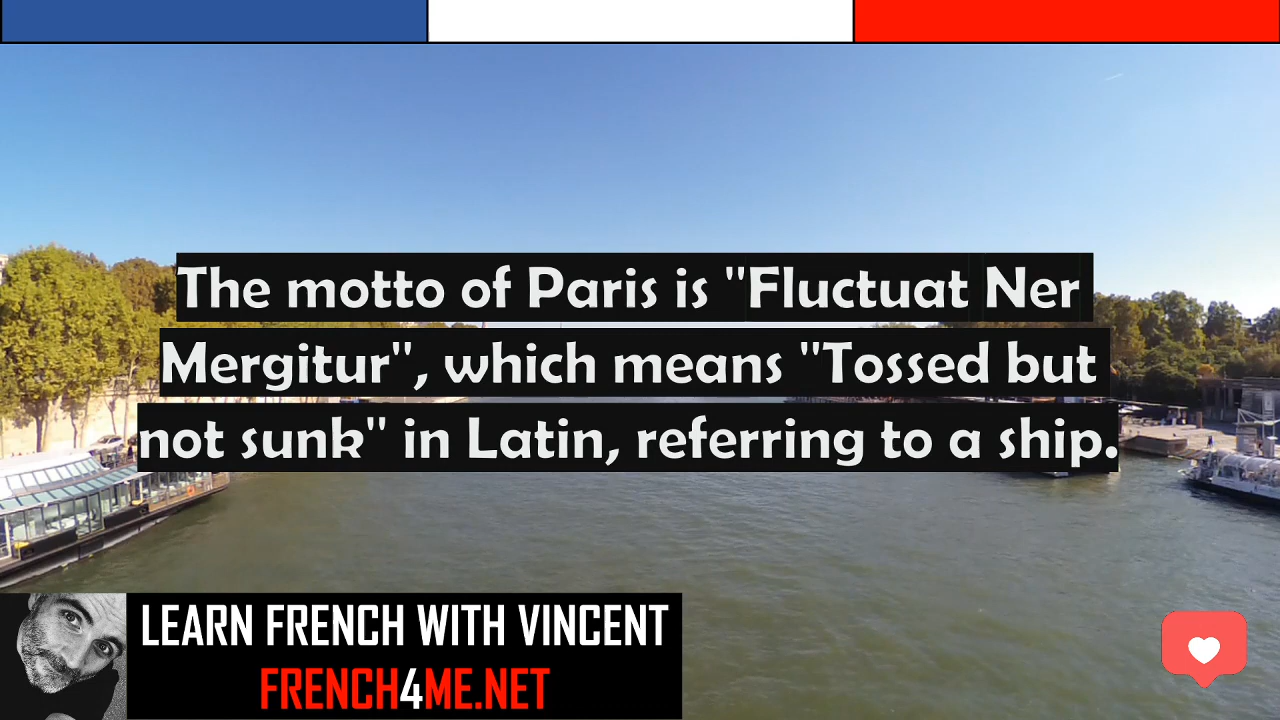 The motto of Paris is "Fluctuat Ner
Mergitur", which means "Tossed but
not sunk" in Latin, referring to a ship.
LEARN FRENCH WITH VINCENT
FRENCH4ME.NET